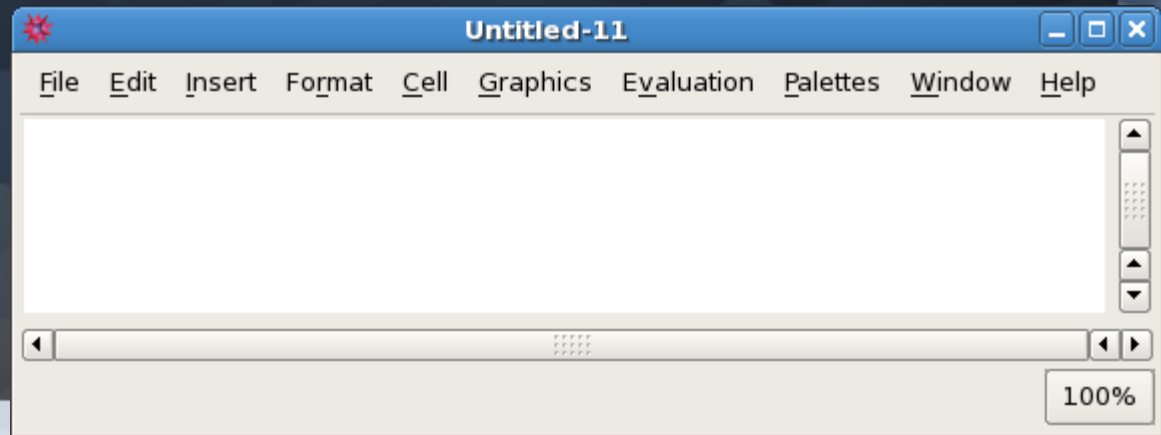 Untitled-11
File Edit Insert Format Cell Graphics Evaluation Palettes Window Help
100%